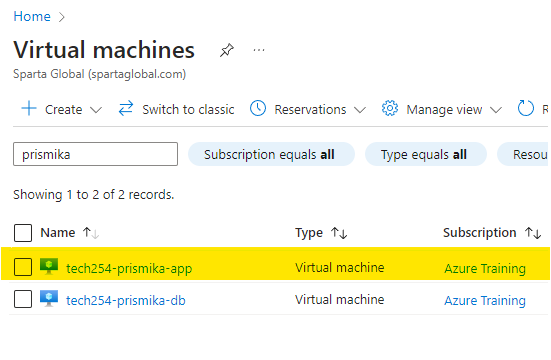 Home
Virtual machines
Sparta Global (spartaglobal.com)
Create Switch to classic Reservations Manage view R
prismika Subscription equals all Type equals all Resou
Showing 1 to 2 of 2 records.
Name Type Subscription
tech254-prismika-app Virtual machine Azure Training
tech254-prismika-db Virtual machine Azure Training